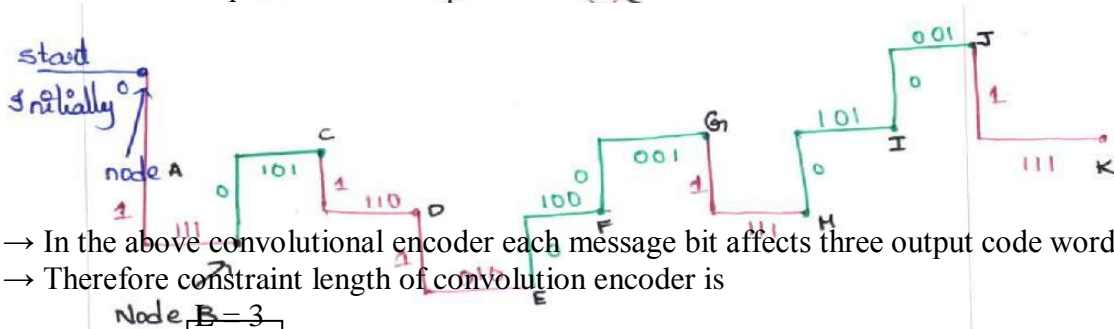 start
Initially 0
node A
1
111
0
101
C
1
110
D
1
E
0
100
F
0
001
G
1
111
H
0
101
I
0
001
J
1
111
K
→ In the above convolutional encoder each message bit affects three output code word
→ Therefore constraint length of convolution encoder is
Node B
L = 3